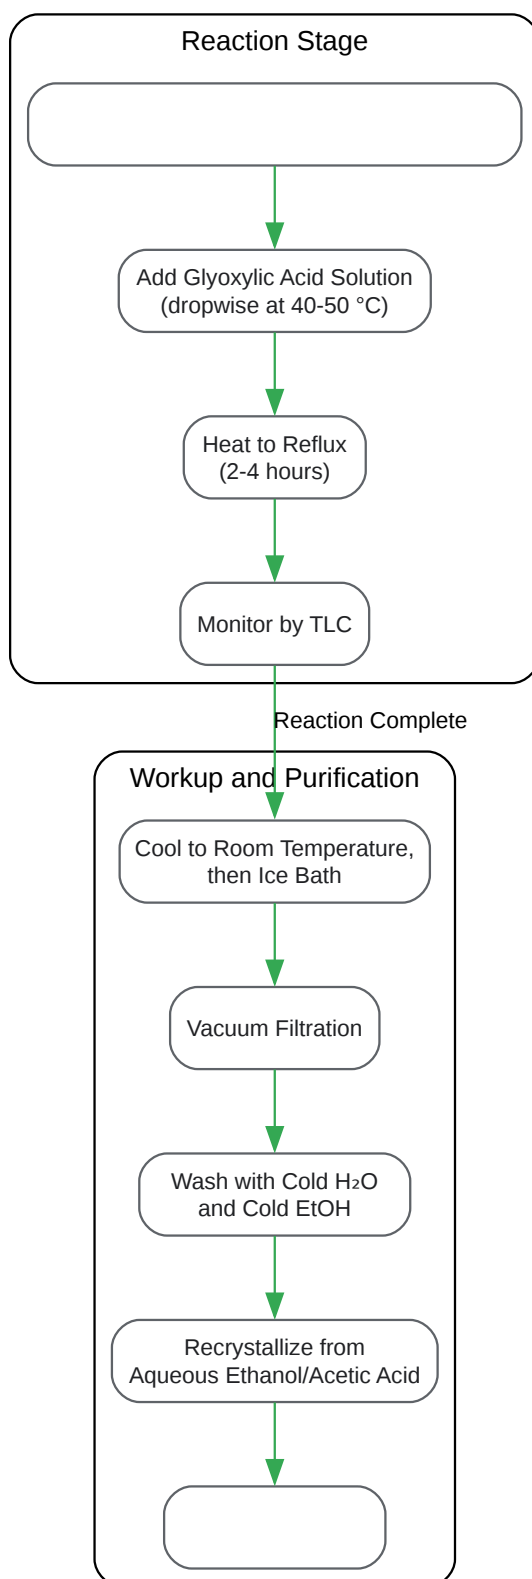 Reaction Stage
Add Glyoxylic Acid Solution
(dropwise at 40-50 °C)
Heat to Reflux
(2-4 hours)
Monitor by TLC
Reaction Complete
Workup and Purification
Cool to Room Temperature,
then Ice Bath
Vacuum Filtration
Wash with Cold H₂O
and Cold EtOH
Recrystallize from
Aqueous Ethanol/Acetic Acid